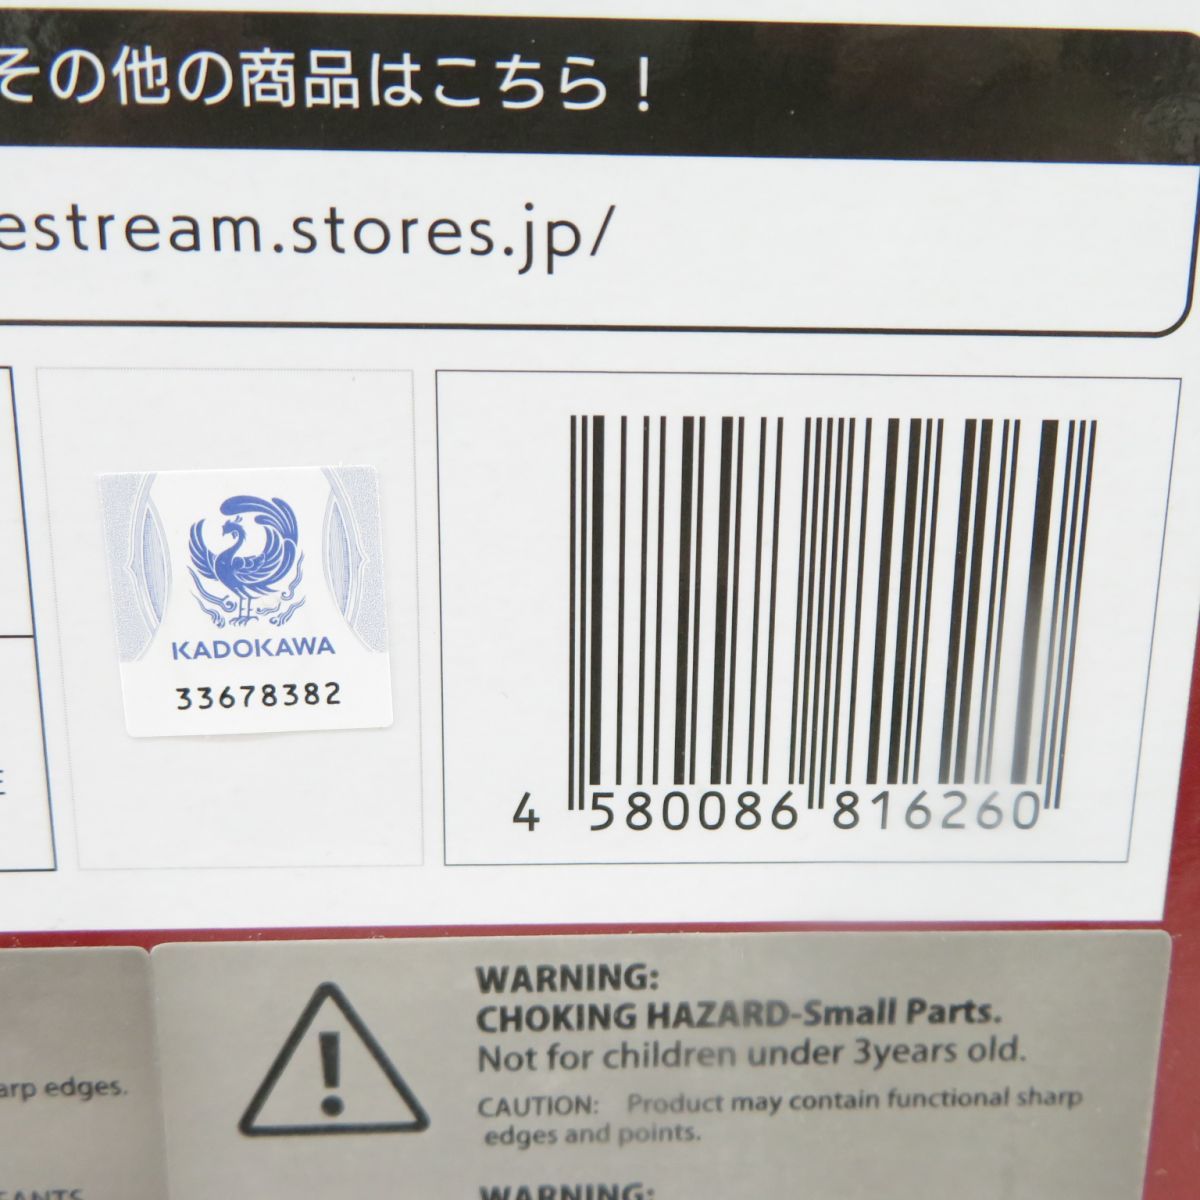 その他の商品はこちら！
estream.stores.jp/
KADOKAWA
33678382
4 580086 816260
E
WARNING:
CHOKING HAZARD-Small Parts.
Not for children under 3years old.
CAUTION: Product may contain functional sharp
edges and points.
arp edges.
WARNING: